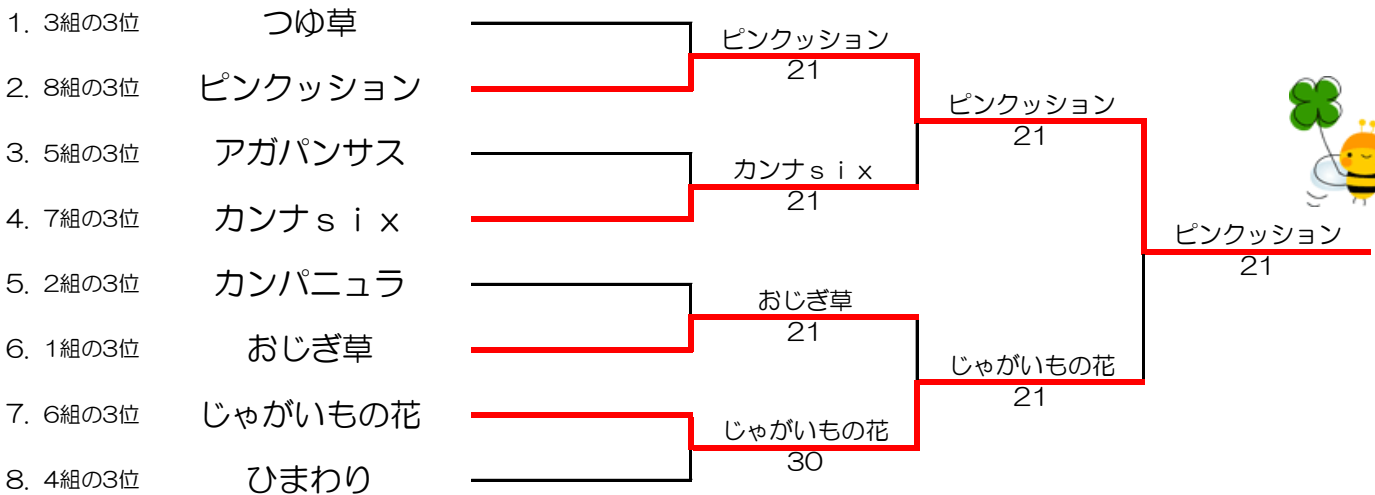 1. 3組の3位 つゆ草
2. 8組の3位 ピンクッション
3. 5組の3位 アガパンサス
4. 7組の3位 カンナｓｉｘ
5. 2組の3位 カンパニュラ
6. 1組の3位 おじぎ草
7. 6組の3位 じゃがいもの花
8. 4組の3位 ひまわり
ピンクッション
21
カンナｓｉｘ
21
おじぎ草
21
じゃがいもの花
30
ピンクッション
21
じゃがいもの花
21
ピンクッション
21